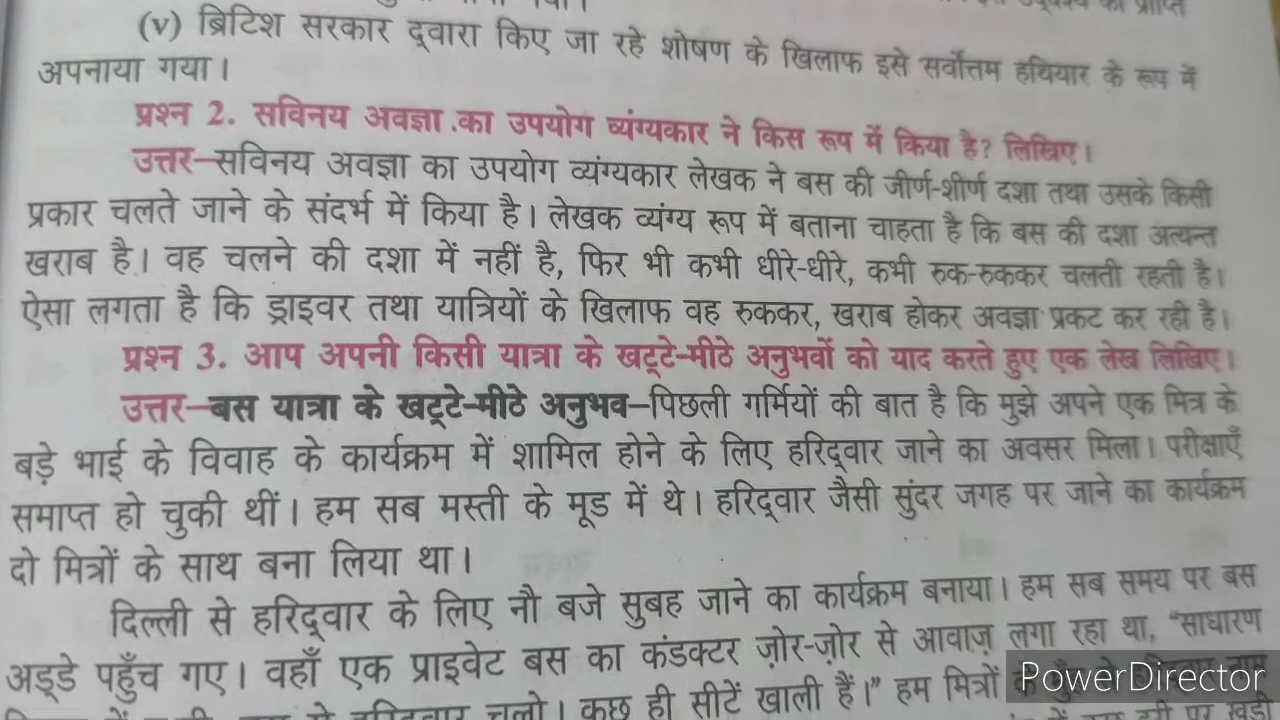 की प्राप्ति
(v) ब्रिटिश सरकार द्वारा किए जा रहे शोषण के खिलाफ इसे सर्वोत्तम हथियार के रूप में
अपनाया गया।
प्रश्न 2. सविनय अवज्ञा .का उपयोग व्यंग्यकार ने किस रूप में किया है? लिखिए।
उत्तर–सविनय अवज्ञा का उपयोग व्यंग्यकार लेखक ने बस की जीर्ण-शीर्ण दशा तथा उसके किसी
प्रकार चलते जाने के संदर्भ में किया है। लेखक व्यंग्य रूप में बताना चाहता है कि बस की दशा अत्यन्त
खराब है। वह चलने की दशा में नहीं है, फिर भी कभी धीरे-धीरे, कभी रुक-रुककर चलती रहती है।
ऐसा लगता है कि ड्राइवर तथा यात्रियों के खिलाफ वह रुककर, खराब होकर अवज्ञा प्रकट कर रही है।
प्रश्न 3. आप अपनी किसी यात्रा के खट्टे-मीठे अनुभवों को याद करते हुए एक लेख लिखिए।
उत्तर–बस यात्रा के खट्टे-मीठे अनुभव–पिछली गर्मियों की बात है कि मुझे अपने एक मित्र के
बड़े भाई के विवाह के कार्यक्रम में शामिल होने के लिए हरिद्वार जाने का अवसर मिला। परीक्षाएँ
समाप्त हो चुकी थीं। हम सब मस्ती के मूड में थे। हरिद्वार जैसी सुंदर जगह पर जाने का कार्यक्रम
दो मित्रों के साथ बना लिया था।
दिल्ली से हरिद्वार के लिए नौ बजे सुबह जाने का कार्यक्रम बनाया। हम सब समय पर बस
अड्डे पहुँच गए। वहाँ एक प्राइवेट बस का कंडक्टर ज़ोर-ज़ोर से आवाज़ लगा रहा था, “साधारण
हरिद्वार चलो। कुछ ही सीटें खाली हैं।” हम मित्रों
PowerDirector